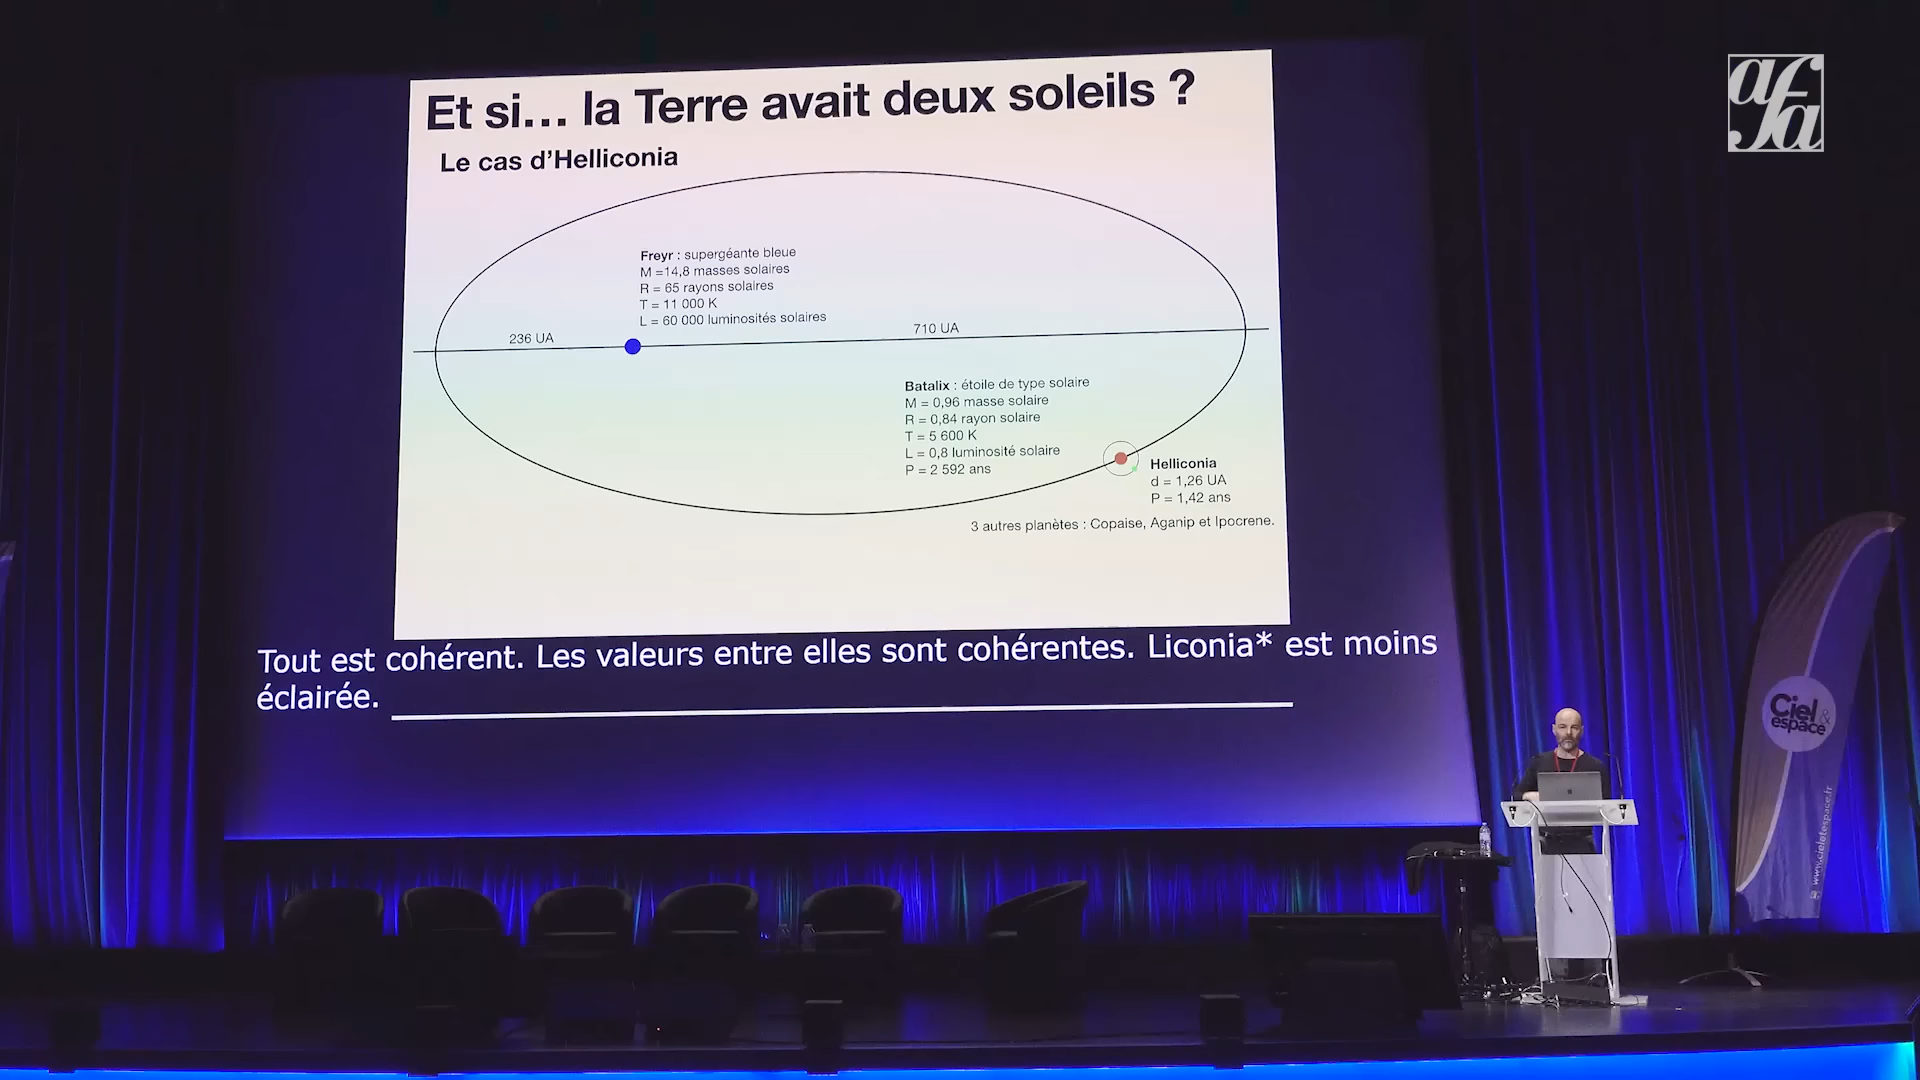 Et si... la Terre avait deux soleils ?
Le cas d'Helliconia
Freyr : supergéante bleue
M =14,8 masses solaires
R = 65 rayons solaires
T = 11 000 K
L = 60 000 luminosités solaires
236 UA
710 UA
Batalix : étoile de type solaire
M = 0,96 masse solaire
R = 0,84 rayon solaire
T = 5 600 K
L = 0,8 luminosité solaire
P = 2 592 ans
Helliconia
d = 1,26 UA
P = 1,42 ans
3 autres planètes : Copaise, Aganip et Ipocrene.
Tout est cohérent. Les valeurs entre elles sont cohérentes. Liconia* est moins
éclairée.
afa
Ciel &
espace
www.cieletespace.fr